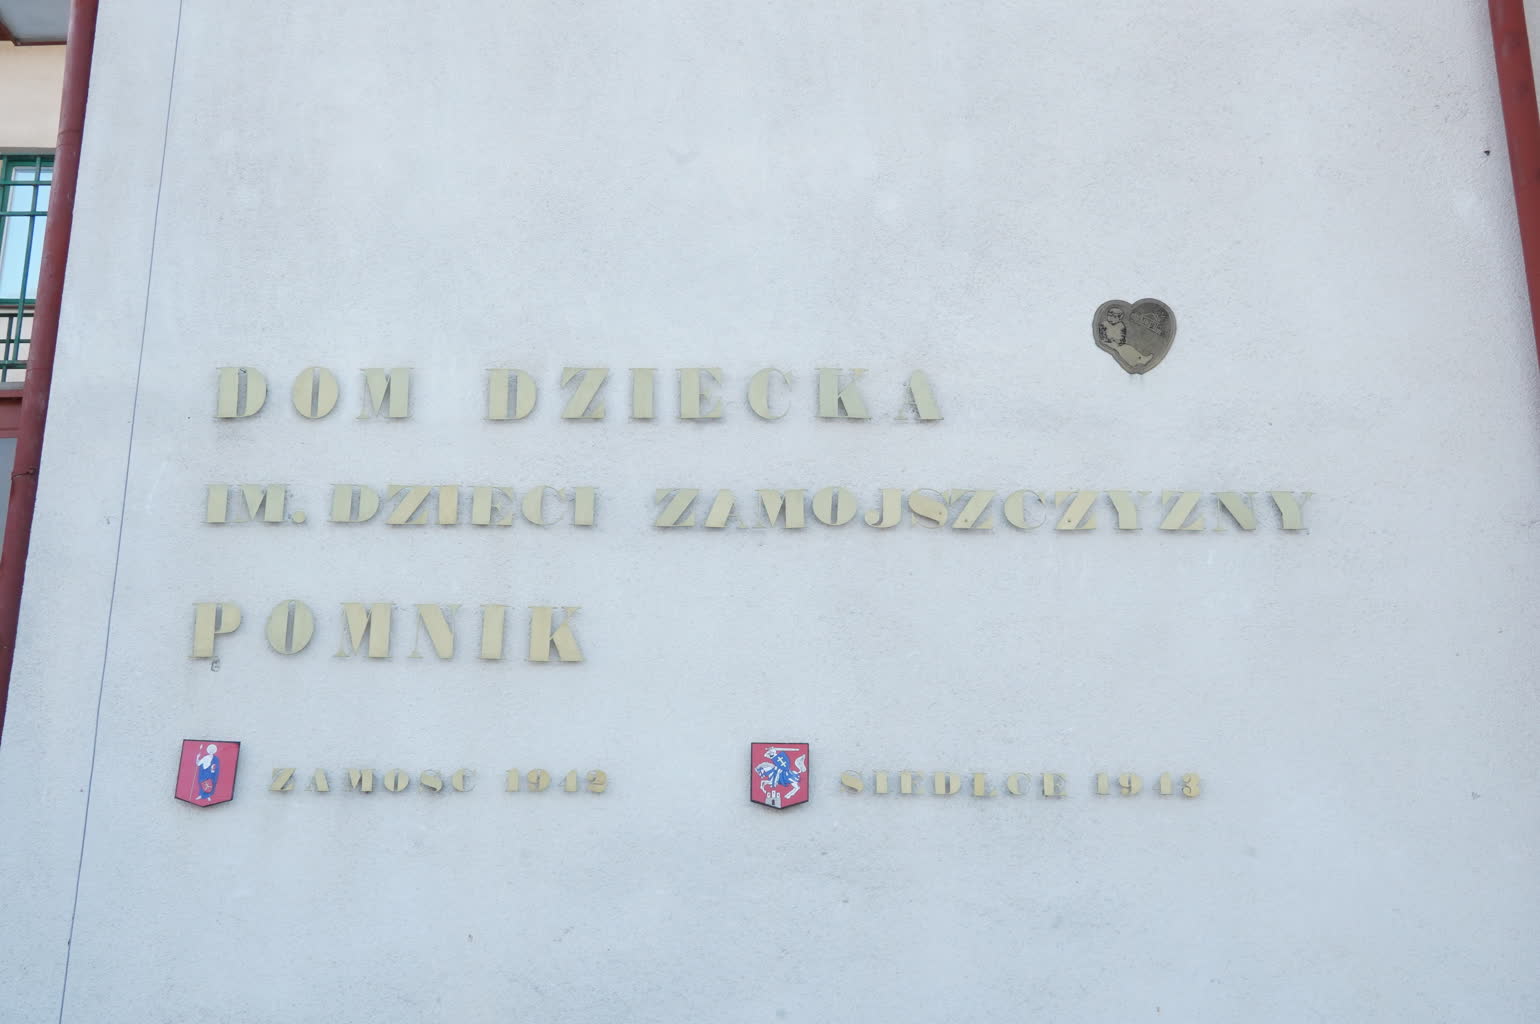 DOM DZIECKA
IM. DZIECI ZAMOJSZCZYZNY
POMNIK
ZAMOSC 1942
SIEDLCE 1943